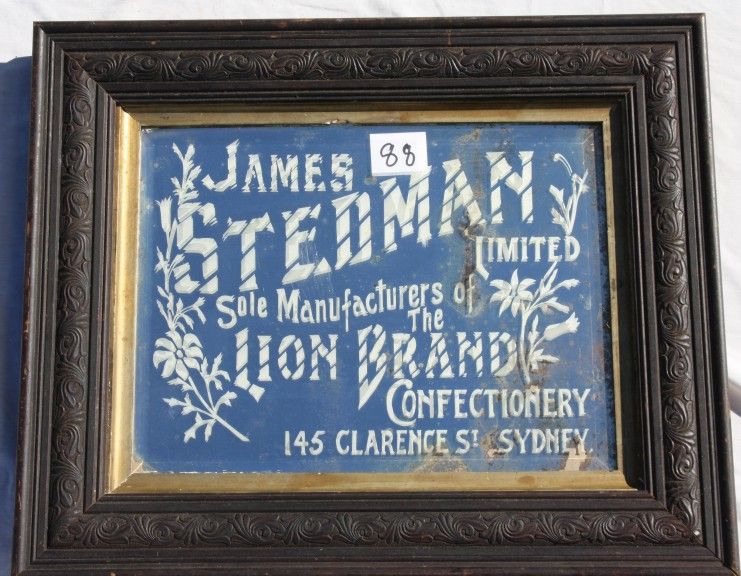 88
JAMES
STEDMAN
LIMITED
Sole Manufacturers of
The
LION BRAND
CONFECTIONERY
145 CLARENCE ST SYDNEY.